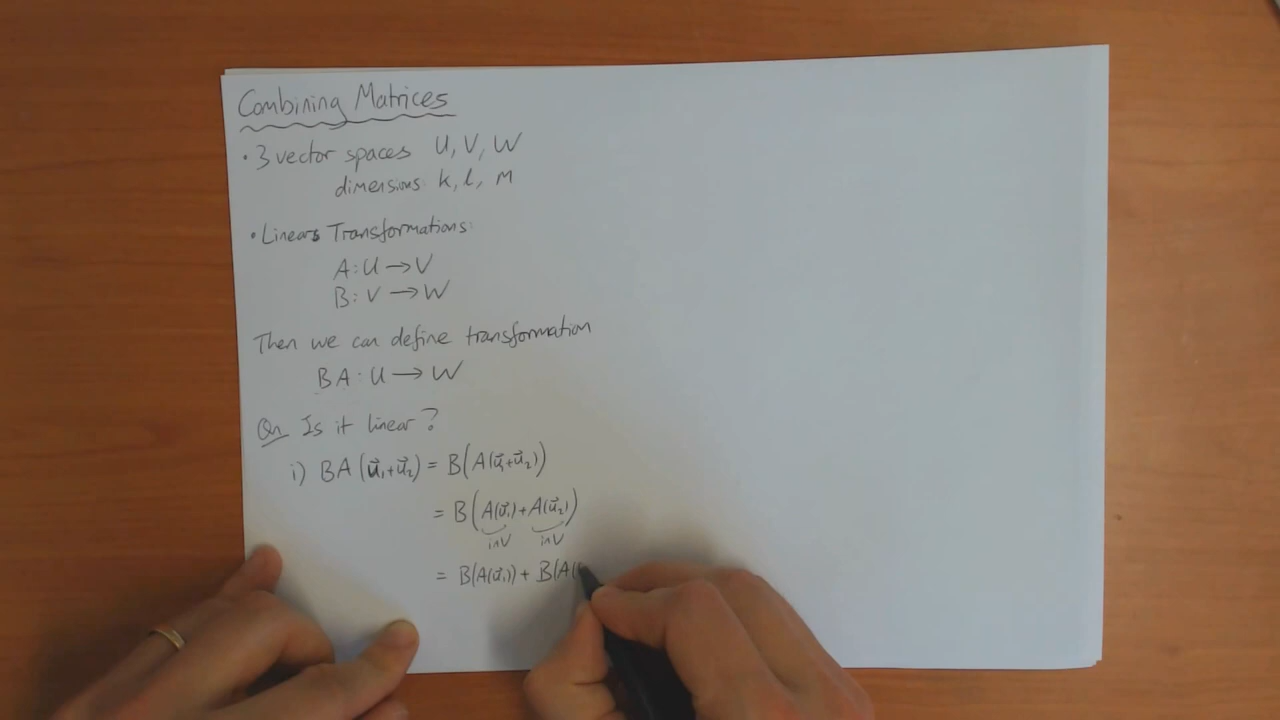 Combining Matrices
• 3 vector spaces U, V, W
dimensions: k, l, m
• Linears Transformations:
A: U → V
B: V → W
Then we can define transformation
BA: U → W
Qn Is it linear?
i) BA(u⃗₁+u⃗₂) = B(A(u⃗₁+u⃗₂))
= B(A(u⃗₁)+A(u⃗₂))
in V in V
= B(A(u⃗₁)) + B(A(